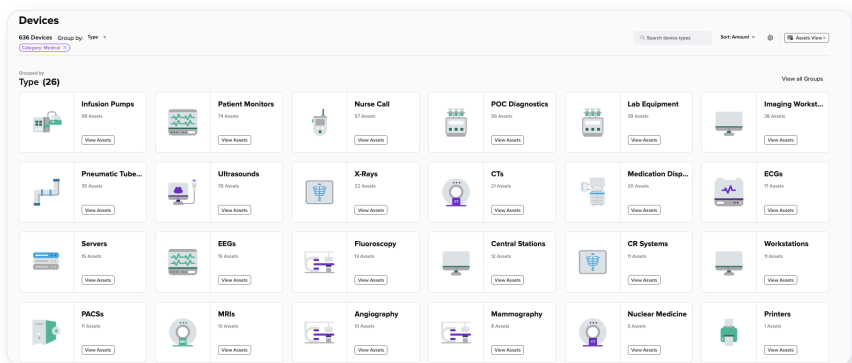 Devices
636 Devices Group by: Type
Search device types
Sort: Amount
Assets View >
Category: Medical ×
Grouped by
Type (26)
View all Groups
Infusion Pumps
Patient Monitors
Nurse Call
POC Diagnostics
Lab Equipment
Imaging Workst...
98 Assets
74 Assets
57 Assets
56 Assets
39 Assets
38 Assets
View Assets
View Assets
View Assets
View Assets
View Assets
View Assets
Pneumatic Tube...
Ultrasounds
X-Rays
CTs
Medication Disp...
ECGs
35 Assets
35 Assets
22 Assets
21 Assets
20 Assets
17 Assets
View Assets
View Assets
View Assets
View Assets
View Assets
View Assets
Servers
EEGs
Fluoroscopy
Central Stations
CR Systems
Workstations
15 Assets
15 Assets
13 Assets
12 Assets
11 Assets
11 Assets
View Assets
View Assets
View Assets
View Assets
View Assets
View Assets
PACSs
MRIs
Angiography
Mammography
Nuclear Medicine
Printers
11 Assets
10 Assets
10 Assets
8 Assets
5 Assets
1 Assets
View Assets
View Assets
View Assets
View Assets
View Assets
View Assets